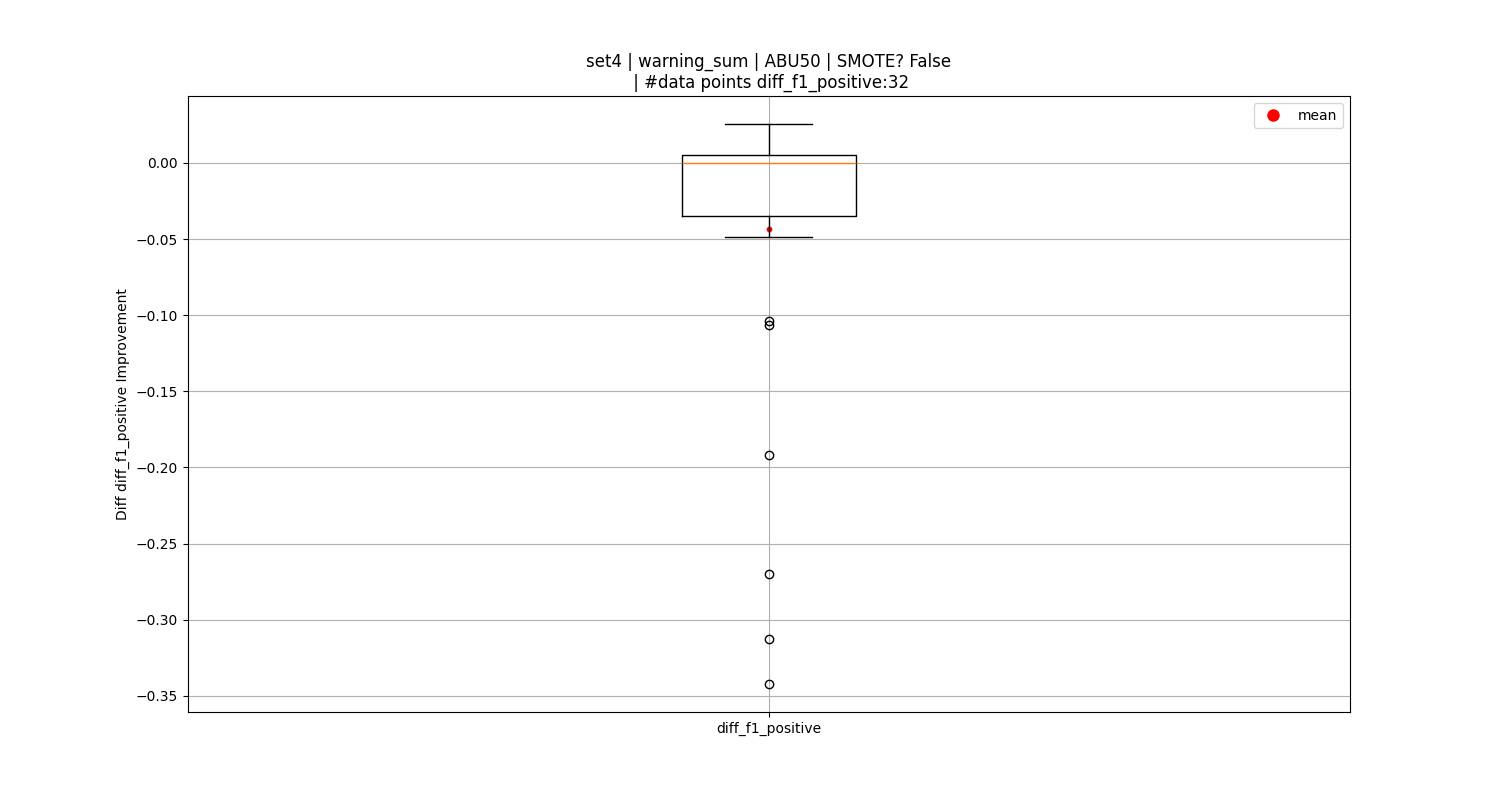 set4 | warning_sum | ABU50 | SMOTE? False
| #data points diff_f1_positive:32
mean
0.00
−0.05
−0.10
−0.15
−0.20
−0.25
−0.30
−0.35
Diff diff_f1_positive Improvement
diff_f1_positive